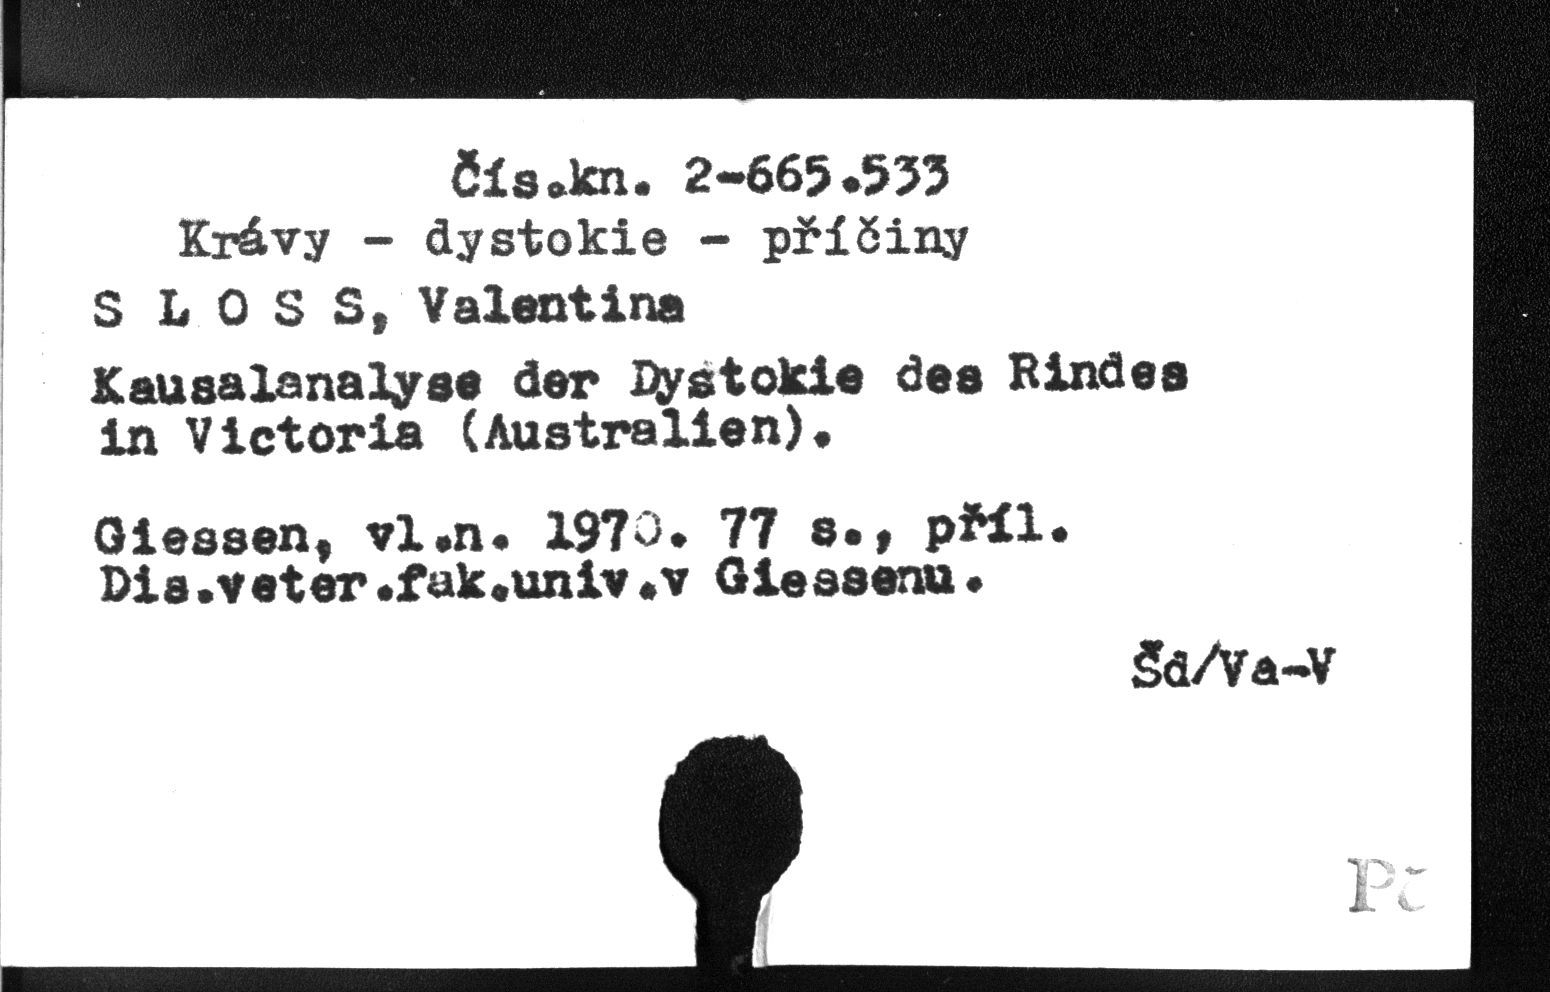 Čís.kn. 2-665.533
Krávy - dystokie - příčiny
S L O S S, Valentina
Kausalanalyse der Dystokie des Rindes
in Victoria (Australien).
Giessen, vl.n. 1970. 77 s., příl.
Dis.veter.fak.univ.v Giessenu.
Šd/Va-V
Pč